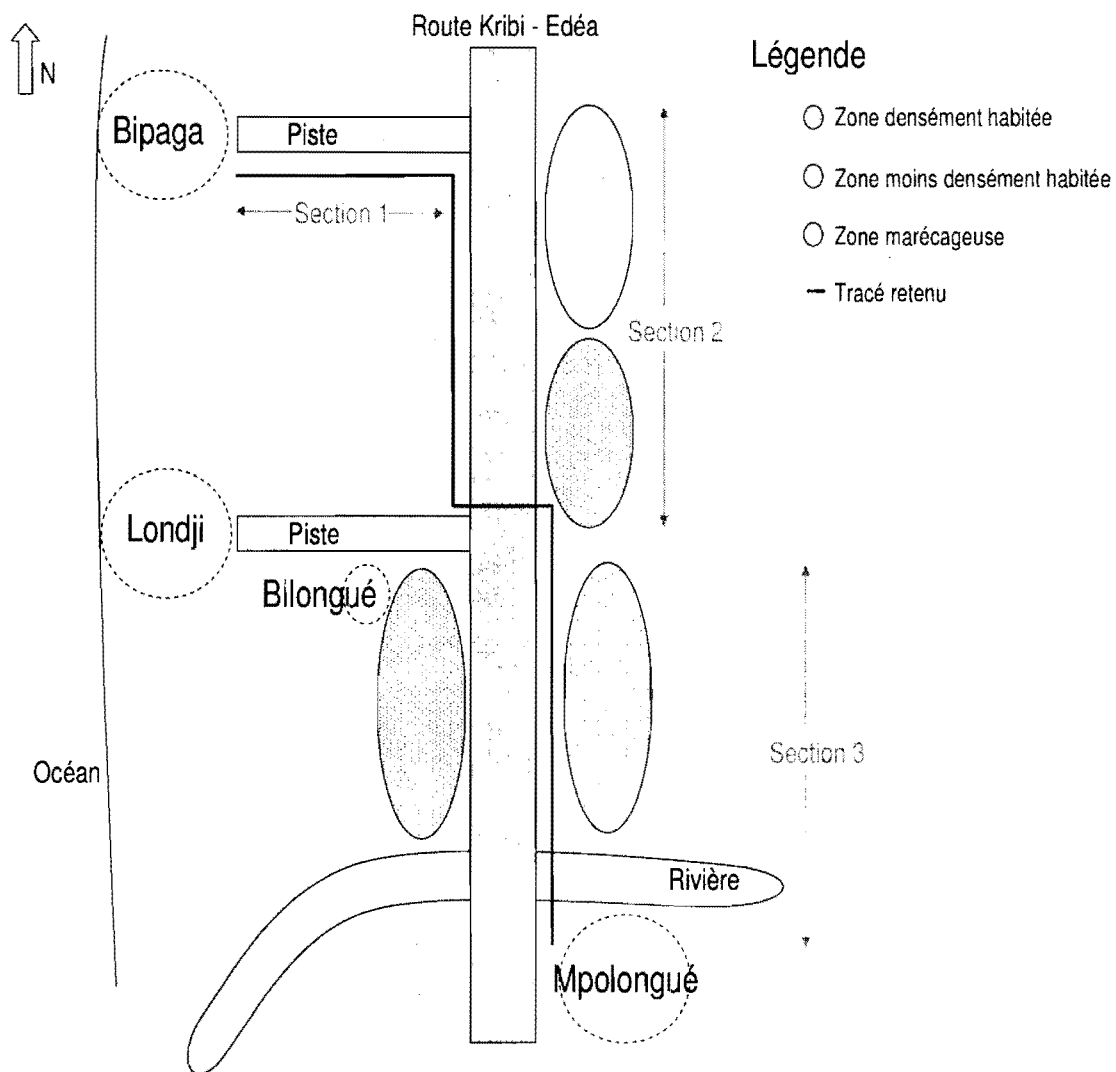 Route Kribi - Edéa
N
Légende
Bipaga
Piste
Zone densément habitée
Zone moins densément habitée
Section 1
Zone marécageuse
Tracé retenu
Section 2
Londji
Piste
Bilongué
Section 3
Océan
Rivière
Mpolongué